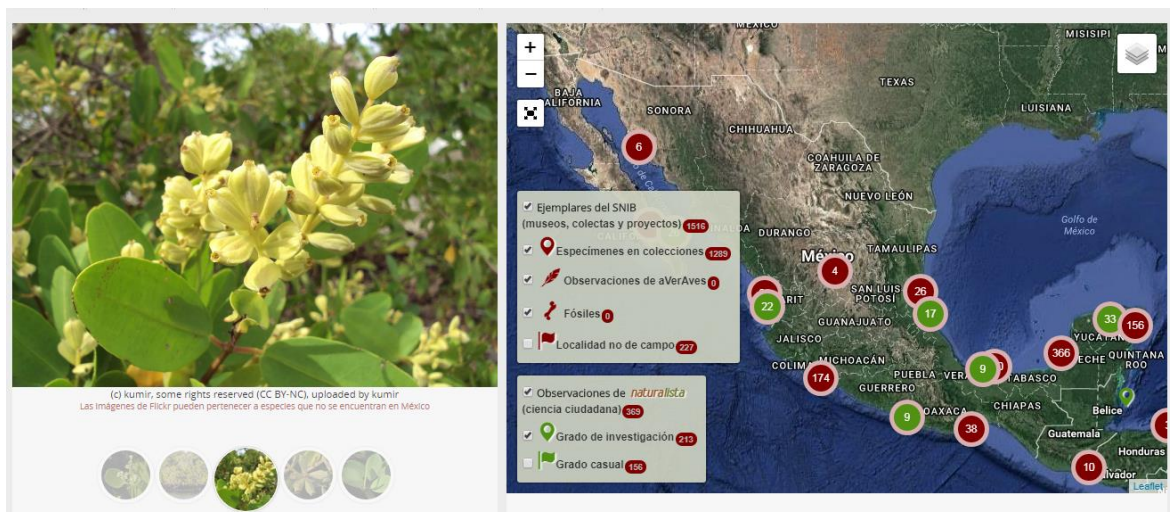 (c) kumir, some rights reserved (CC BY-NC), uploaded by kumir
Las imágenes de Flickr pueden pertenecer a especies que no se encuentran en México
+
−
MÉXICO
MISISIPI
TEXAS
LUISIANA
BAJA
CALIFORNIA
SONORA
CHIHUAHUA
COAHUILA DE
ZARAGOZA
NUEVO LEÓN
DURANGO
Golfo de
México
TAMAULIPAS
México
SAN LUIS
POTOSÍ
GUANAJUATO
JALISCO
MICHOACÁN
PUEBLA
GUERRERO
OAXACA
TABASCO
CHIAPAS
QUINTANA
ROO
Belice
Guatemala
Honduras
6
4
22
26
17
174
9
9
38
366
33
156
10
Ejemplares del SNIB
(museos, colectas y proyectos) 1516
Especímenes en colecciones 1289
Observaciones de aVerAves 0
Fósiles 0
Localidad no de campo 227
Observaciones de naturalista
(ciencia ciudadana) 369
Grado de investigación 213
Grado casual 156
Leaflet